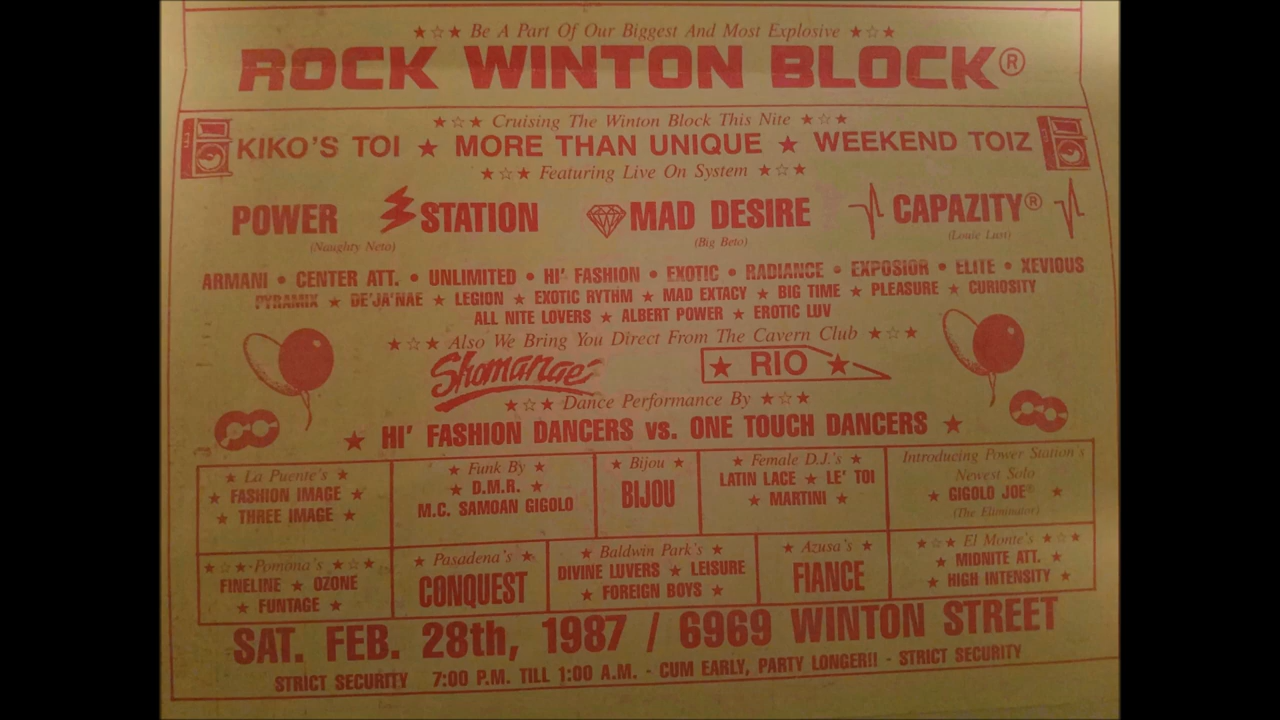 ★☆★ Be A Part Of Our Biggest And Most Explosive ★☆★
ROCK WINTON BLOCK®
★☆★ Cruising The Winton Block This Nite ★☆★
KIKO'S TOI ★ MORE THAN UNIQUE ★ WEEKEND TOIZ
★☆★ Featuring Live On System ★☆★
POWER STATION MAD DESIRE CAPAZITY®
(Naughty Neto) (Big Beto) (Louie Lust)
ARMANI • CENTER ATT. • UNLIMITED • HI' FASHION • EXOTIC • RADIANCE • EXPOSIOR • ELITE • XEVIOUS
PYRAMIX ★ DE'JA'NAE ★ LEGION ★ EXOTIC RYTHM ★ MAD EXTACY ★ BIG TIME ★ PLEASURE ★ CURIOSITY
ALL NITE LOVERS ★ ALBERT POWER ★ EROTIC LUV
★☆★ Also We Bring You Direct From The Cavern Club ★☆★
Shomanae ★ RIO ★
★☆★ Dance Performance By ★☆★
★ HI' FASHION DANCERS vs. ONE TOUCH DANCERS ★
★ La Puente's ★
★ FASHION IMAGE ★
★ THREE IMAGE ★
★ Funk By ★
★ D.M.R. ★
M.C. SAMOAN GIGOLO
★ Bijou ★
BIJOU
★ Female D.J.'s ★
LATIN LACE ★ LE' TOI
★ MARTINI ★
Introducing Power Station's
Newest Solo
★ GIGOLO JOE® ★
(The Eliminator)
★☆★ Pomona's ★☆★
FINELINE ★ OZONE
★ FUNTAGE ★
★ Pasadena's ★
CONQUEST
★ Baldwin Park's ★
DIVINE LUVERS ★ LEISURE
★ FOREIGN BOYS ★
★ Azusa's ★
FIANCE
★☆★ El Monte's ★☆★
★ MIDNITE ATT. ★
★ HIGH INTENSITY ★
SAT. FEB. 28th, 1987 / 6969 WINTON STREET
STRICT SECURITY 7:00 P.M. TILL 1:00 A.M. - CUM EARLY, PARTY LONGER!! - STRICT SECURITY